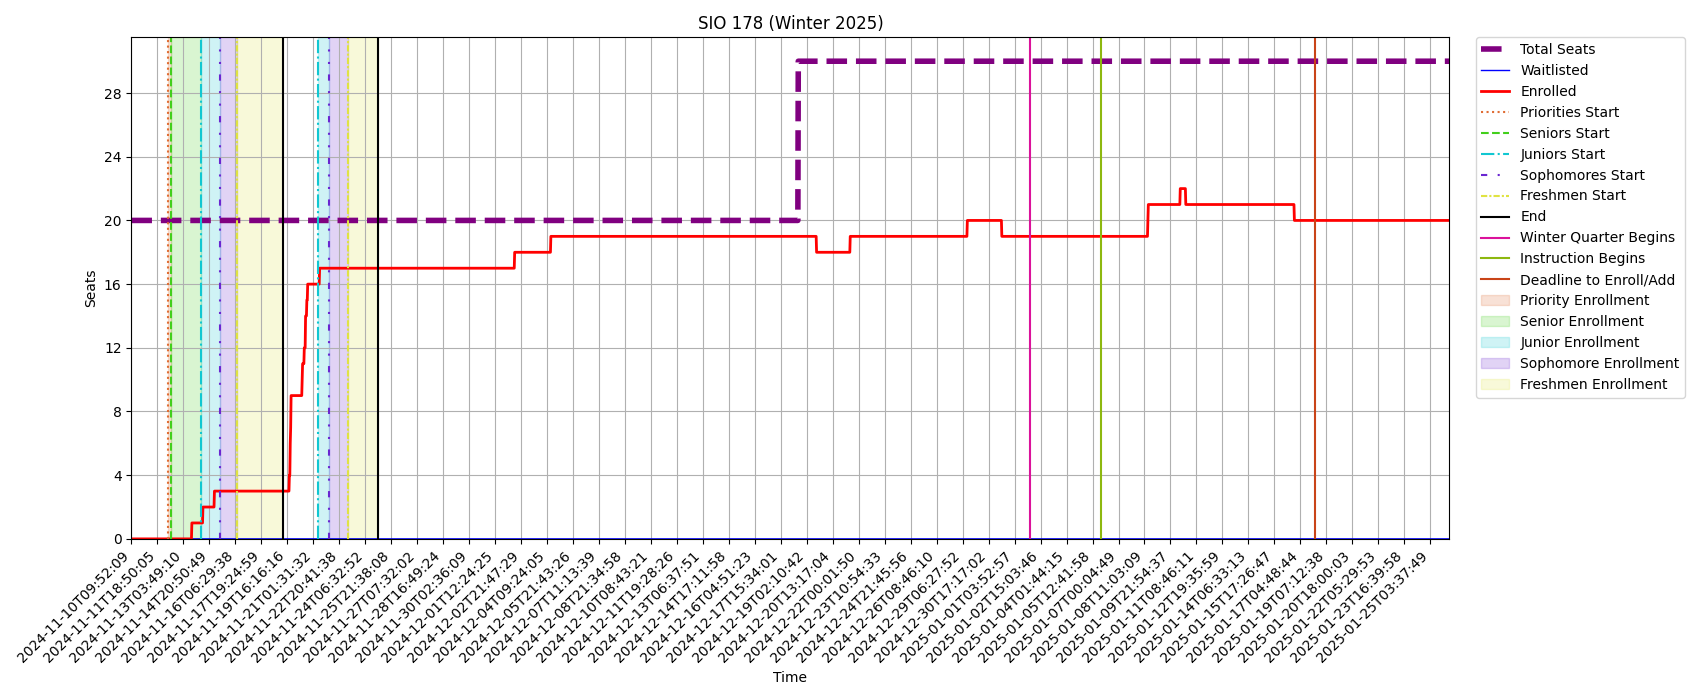 SIO 178 (Winter 2025)
Seats
28
24
20
16
12
8
4
0
2024-11-10T09:52:09
2024-11-11T18:50:05
2024-11-13T03:49:10
2024-11-14T20:50:49
2024-11-16T06:29:38
2024-11-17T19:24:59
2024-11-19T16:16:16
2024-11-21T01:31:32
2024-11-22T20:41:38
2024-11-24T06:32:52
2024-11-25T21:38:08
2024-11-27T07:32:02
2024-11-28T16:49:24
2024-11-30T02:36:09
2024-12-01T12:24:25
2024-12-02T21:47:29
2024-12-04T09:24:05
2024-12-05T21:43:26
2024-12-07T11:13:39
2024-12-08T21:34:58
2024-12-10T08:43:21
2024-12-11T19:28:26
2024-12-13T06:37:51
2024-12-14T17:11:58
2024-12-16T04:51:23
2024-12-17T15:34:01
2024-12-19T02:10:42
2024-12-20T13:17:04
2024-12-22T00:01:50
2024-12-23T10:54:33
2024-12-24T21:45:56
2024-12-26T08:46:10
2024-12-29T06:27:52
2024-12-30T17:17:02
2025-01-01T03:52:57
2025-01-02T15:03:46
2025-01-04T01:44:15
2025-01-05T12:41:58
2025-01-07T00:04:49
2025-01-08T11:03:09
2025-01-09T21:54:37
2025-01-11T08:46:11
2025-01-12T19:35:59
2025-01-14T06:33:13
2025-01-15T17:26:47
2025-01-17T04:48:44
2025-01-19T07:12:38
2025-01-20T18:00:03
2025-01-22T05:29:53
2025-01-23T16:39:58
2025-01-25T03:37:49
Time
Total Seats
Waitlisted
Enrolled
Priorities Start
Seniors Start
Juniors Start
Sophomores Start
Freshmen Start
End
Winter Quarter Begins
Instruction Begins
Deadline to Enroll/Add
Priority Enrollment
Senior Enrollment
Junior Enrollment
Sophomore Enrollment
Freshmen Enrollment